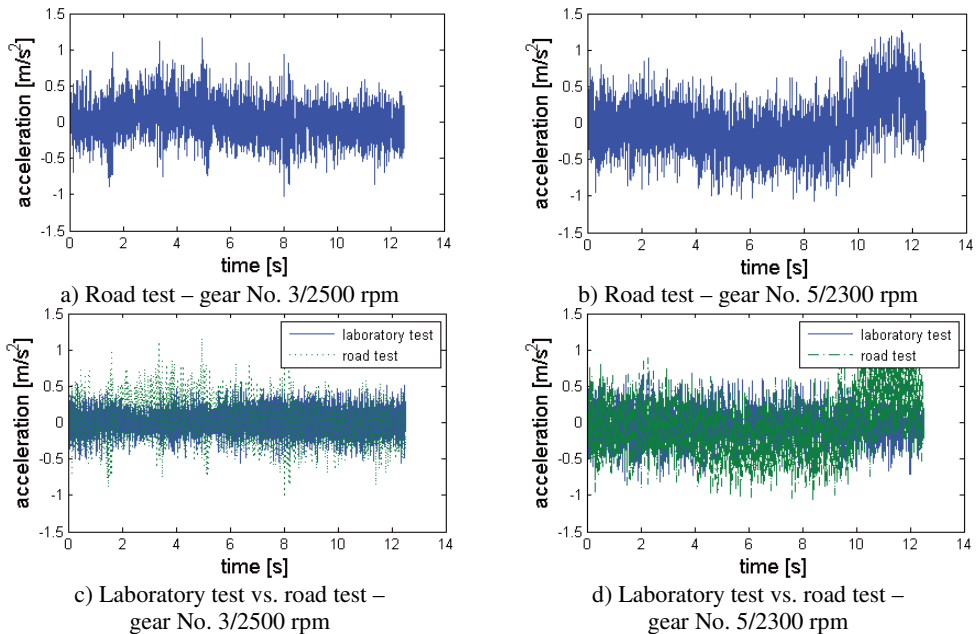 1.5
1
0.5
0
-0.5
-1
-1.5
acceleration [m/s²]
0 2 4 6 8 10 12 14
time [s]
a) Road test – gear No. 3/2500 rpm
1.5
1
0.5
0
-0.5
-1
-1.5
acceleration [m/s²]
0 2 4 6 8 10 12 14
time [s]
b) Road test – gear No. 5/2300 rpm
1.5
1
0.5
0
-0.5
-1
-1.5
acceleration [m/s²]
laboratory test
road test
0 2 4 6 8 10 12 14
time [s]
c) Laboratory test vs. road test –
gear No. 3/2500 rpm
1.5
1
0.5
0
-0.5
-1
-1.5
acceleration [m/s²]
laboratory test
road test
0 2 4 6 8 10 12 14
time [s]
d) Laboratory test vs. road test –
gear No. 5/2300 rpm